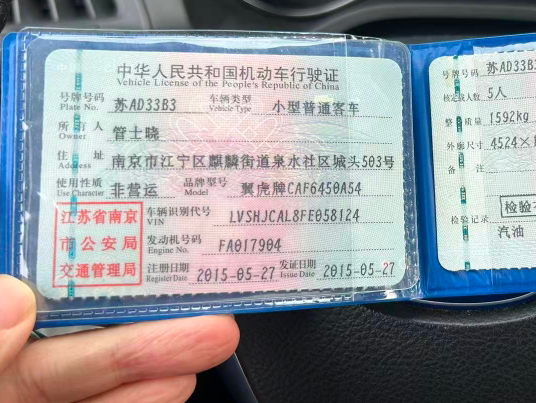 中华人民共和国机动车行驶证
Vehicle License of the People's Republic of China
号牌号码 苏AD33B3 车辆类型 小型普通客车
Plate No. Vehicle Type
所有人 管士晓
Owner
住址 南京市江宁区麒麟街道泉水社区城头503号
Address
使用性质 非营运 品牌型号 翼虎牌CAF6450A54
Use Character Model
江苏省南京
市公安局
交通管理局
车辆识别代号 LVSHJCAL8FE058124
VIN
发动机号码 FA017904
Engine No.
注册日期 2015-05-27 发证日期 2015-05-27
Register Date Issue Date
号牌号码 苏AD33B3
核定载人数 5人
整备质量 1592kg
外廓尺寸 4524×1
备注
检验记录
检验
汽油